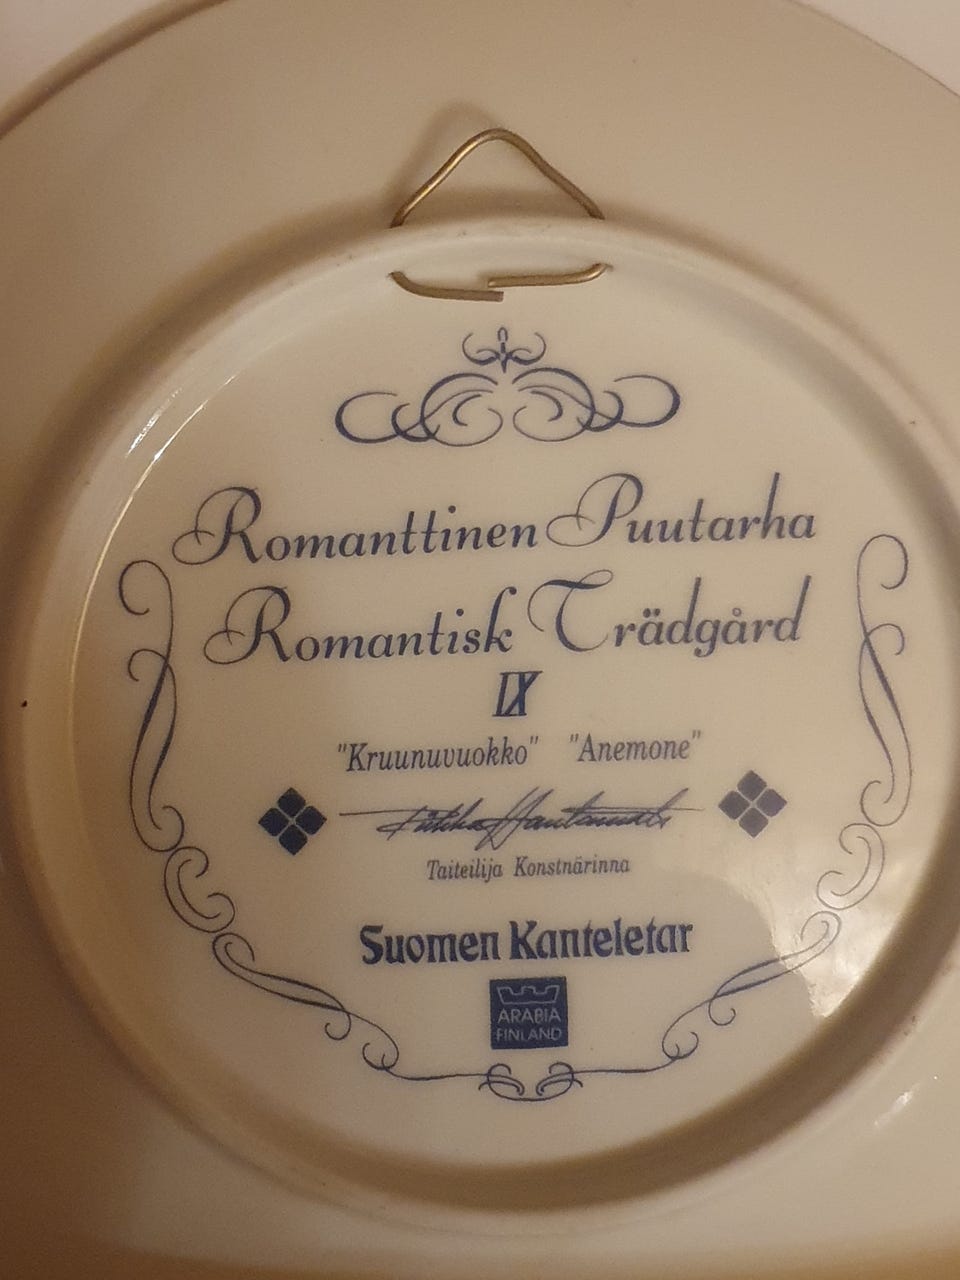 Romanttinen Puutarha
Romantisk Trädgård
IX
"Kruunuvuokko" "Anemone"
Taiteilija Konstnärinna
Suomen Kanteletar
ARABIA
FINLAND